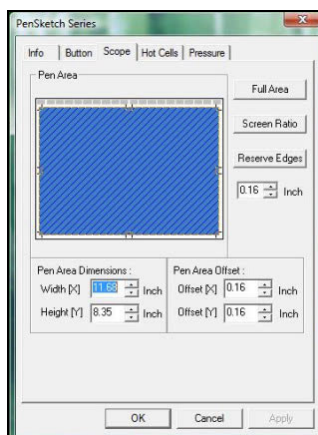 PenSketch Series
Info Button Scope Hot Cells Pressure
Pen Area
Full Area
Screen Ratio
Reserve Edges
0.16 Inch
Pen Area Dimensions :
Width [X] 11.68 Inch
Height [Y] 8.35 Inch
Pen Area Offset :
Offset [X] 0.16 Inch
Offset [Y] 0.16 Inch
OK Cancel Apply